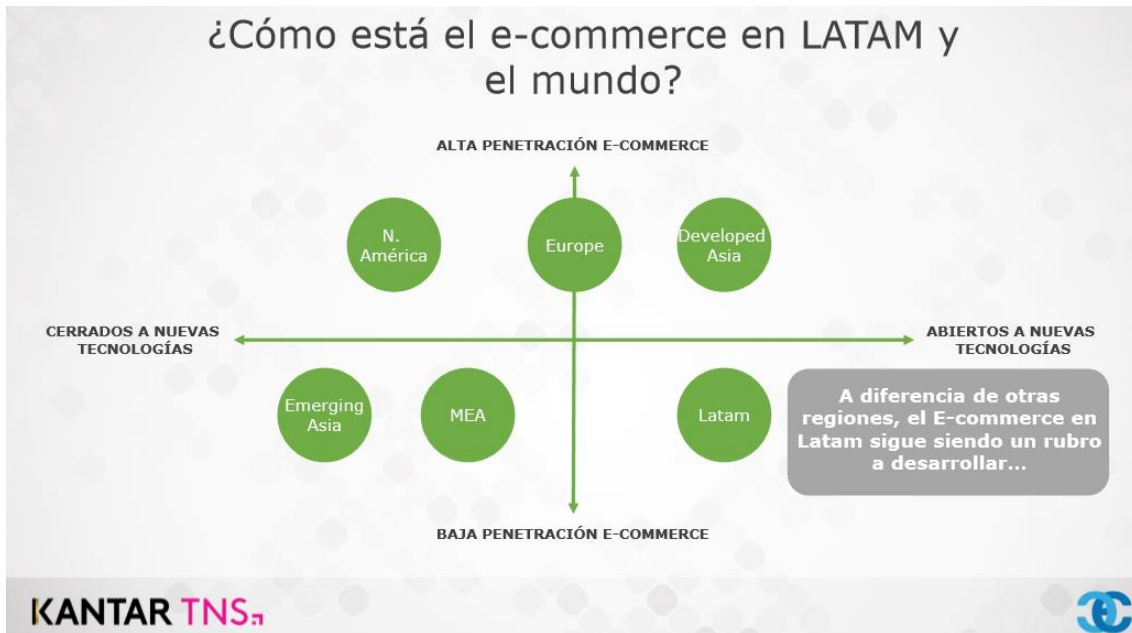 ¿Cómo está el e-commerce en LATAM y
el mundo?
ALTA PENETRACIÓN E-COMMERCE
N.
América
Europe
Developed
Asia
CERRADOS A NUEVAS
TECNOLOGÍAS
ABIERTOS A NUEVAS
TECNOLOGÍAS
Emerging
Asia
MEA
Latam
A diferencia de otras
regiones, el E-commerce en
Latam sigue siendo un rubro
a desarrollar...
BAJA PENETRACIÓN E-COMMERCE
KANTAR TNS.